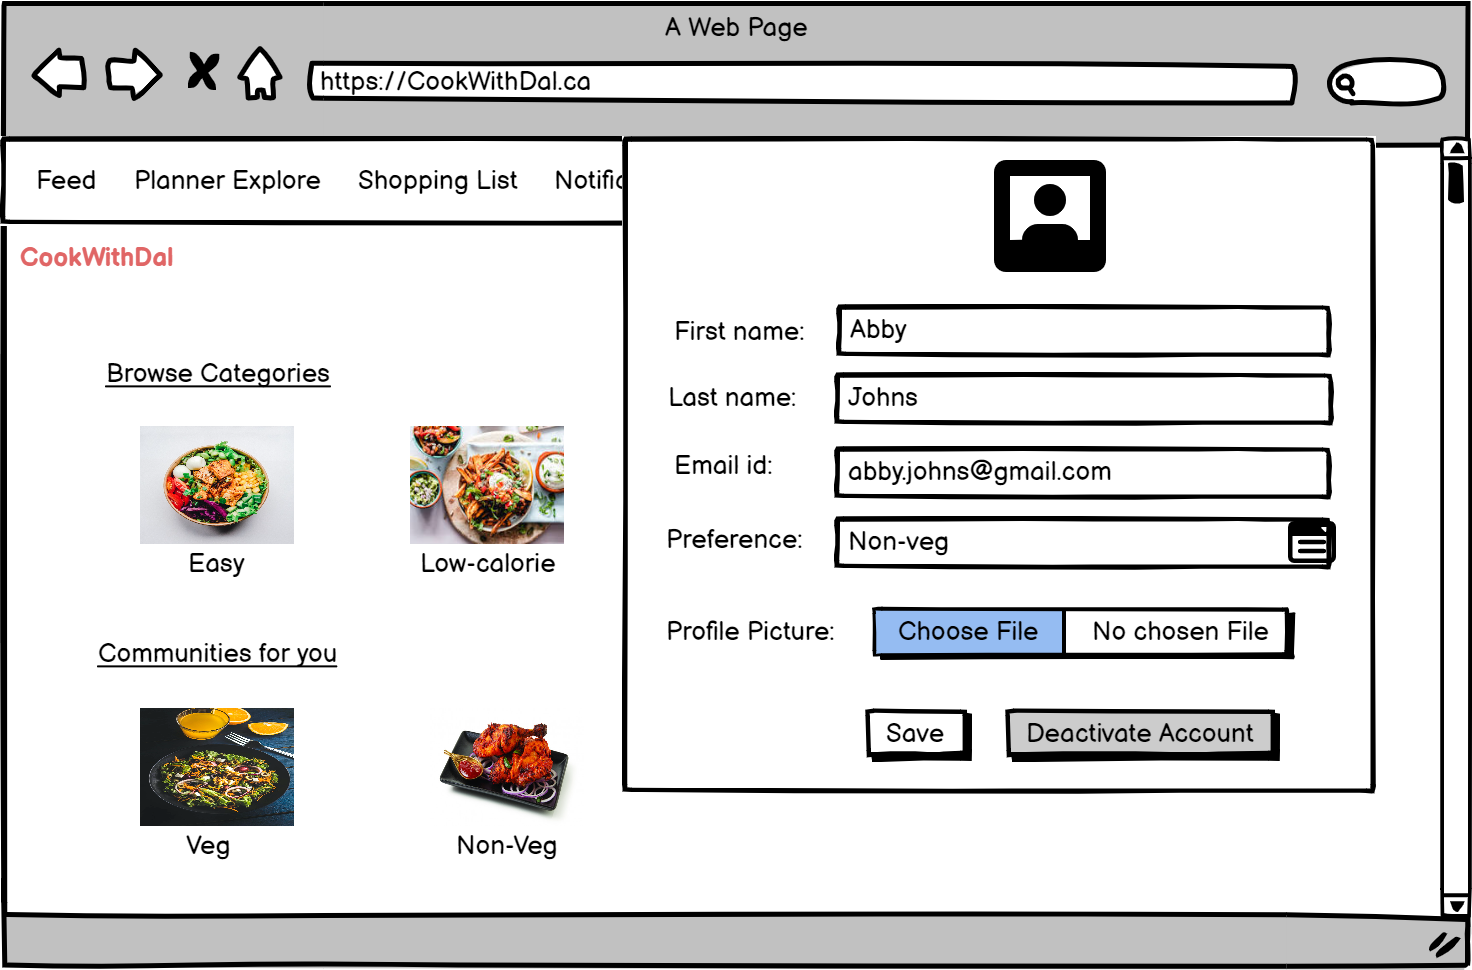 A Web Page
https://CookWithDal.ca
Feed Planner Explore Shopping List
CookWithDal
Browse Categories
Easy Low-calorie
Communities for you
Veg Non-Veg
First name: Abby
Last name: Johns
Email id: abby.johns@gmail.com
Preference: Non-veg
Profile Picture: Choose File No chosen File
Save Deactivate Account